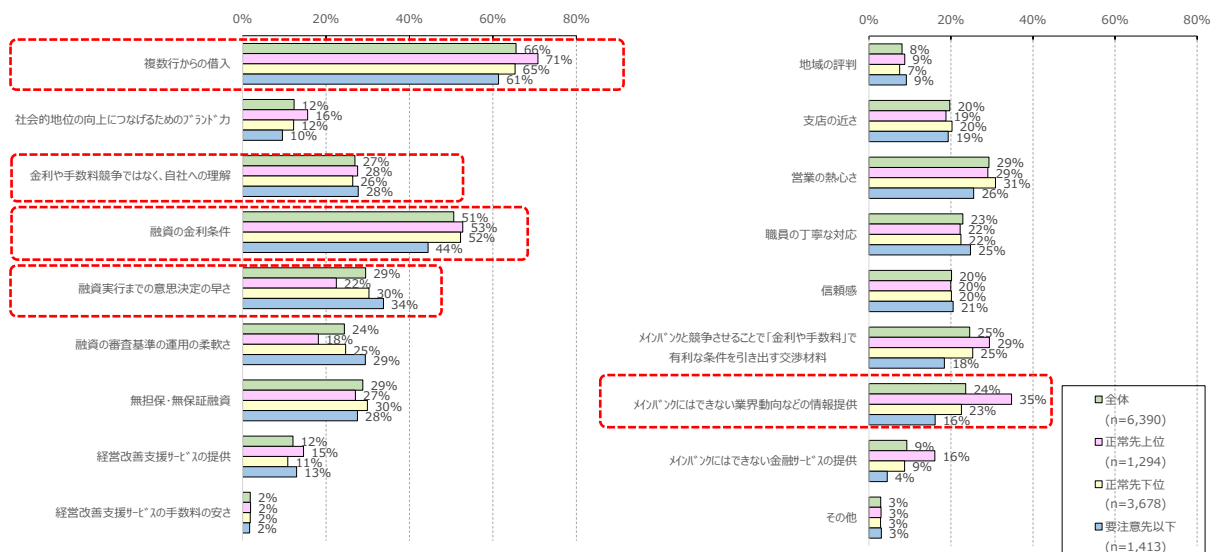 0% 20% 40% 60% 80%
複数行からの借入
66%
71%
65%
61%
社会的地位の向上につなげるためのﾌﾞﾗﾝﾄﾞ力
12%
16%
12%
10%
金利や手数料競争ではなく、自社への理解
27%
28%
26%
28%
融資の金利条件
51%
53%
52%
44%
融資実行までの意思決定の早さ
29%
22%
30%
34%
融資の審査基準の運用の柔軟さ
24%
18%
25%
29%
無担保・無保証融資
29%
27%
30%
28%
経営改善支援ｻｰﾋﾞｽの提供
12%
15%
11%
13%
経営改善支援ｻｰﾋﾞｽの手数料の安さ
2%
2%
2%
2%
0% 20% 40% 60% 80%
地域の評判
8%
9%
7%
9%
支店の近さ
20%
19%
20%
19%
営業の熱心さ
29%
29%
31%
26%
職員の丁寧な対応
23%
22%
22%
25%
信頼感
20%
20%
20%
21%
ﾒｲﾝﾊﾞﾝｸと競争させることで「金利や手数料」で
有利な条件を引き出す交渉材料
25%
29%
25%
18%
ﾒｲﾝﾊﾞﾝｸにはできない業界動向などの情報提供
24%
35%
23%
16%
ﾒｲﾝﾊﾞﾝｸにはできない金融ｻｰﾋﾞｽの提供
9%
16%
9%
4%
その他
3%
3%
3%
3%
全体
(n=6,390)
正常先上位
(n=1,294)
正常先下位
(n=3,678)
要注意先以下
(n=1,413)